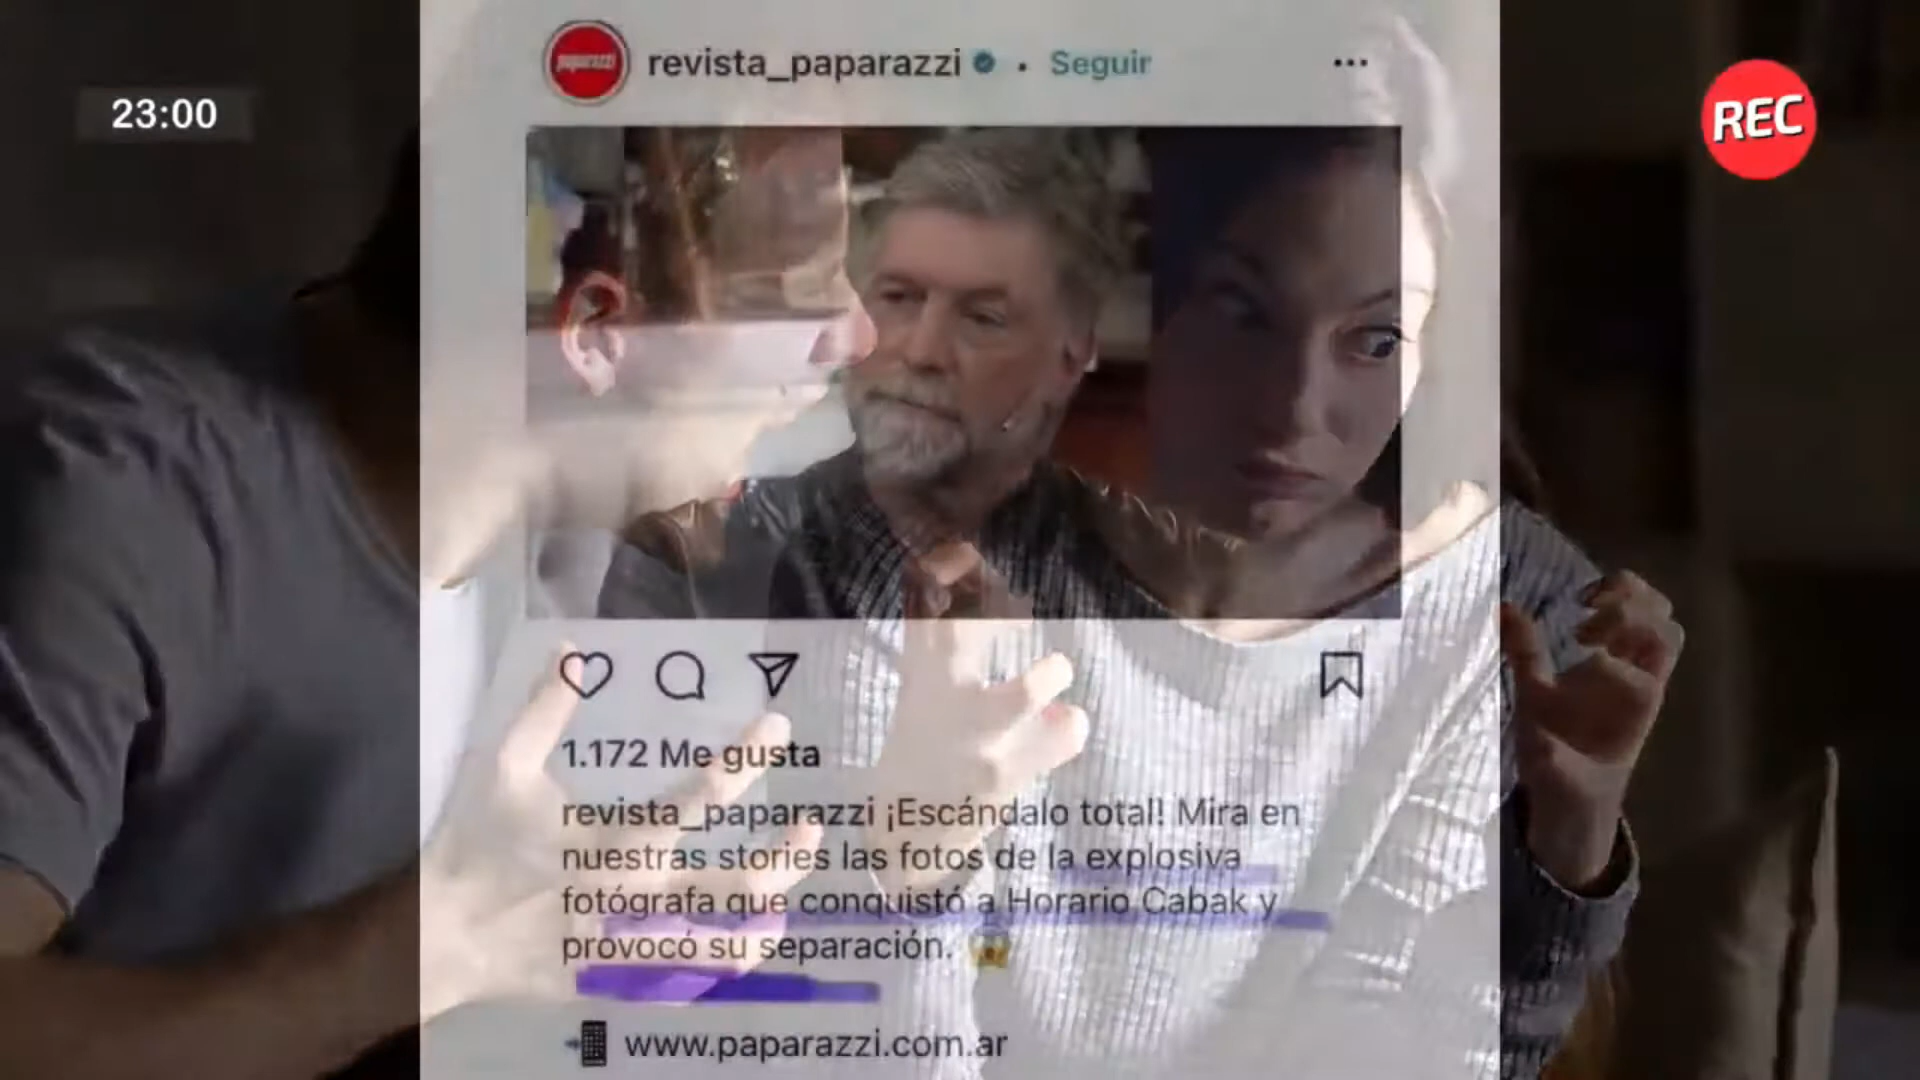 23:00
REC
paparazzi
revista_paparazzi • Seguir
1.172 Me gusta
revista_paparazzi ¡Escándalo total! Mira en
nuestras stories las fotos de la explosiva
fotógrafa que conquistó a Horario Cabak y
provocó su separación. 😱
www.paparazzi.com.ar